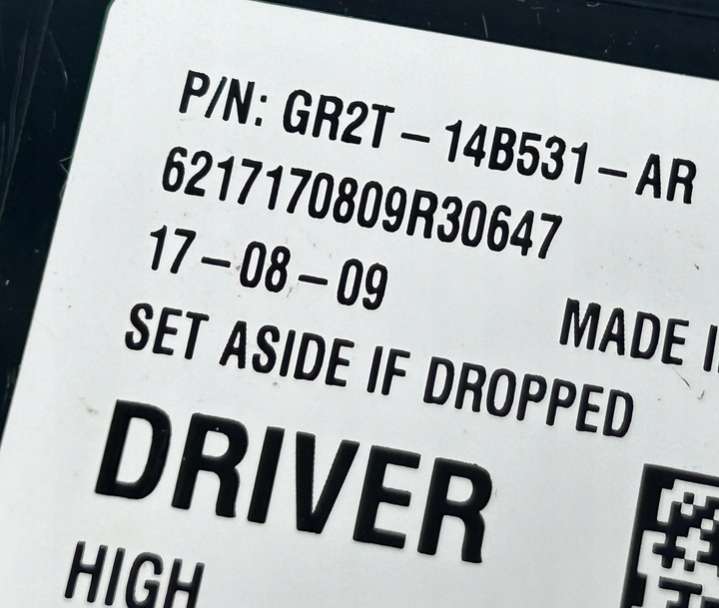 P/N: GR2T-14B531-AR
6217170809R30647
17-08-09
MADE
SET ASIDE IF DROPPED
DRIVER
HIGH